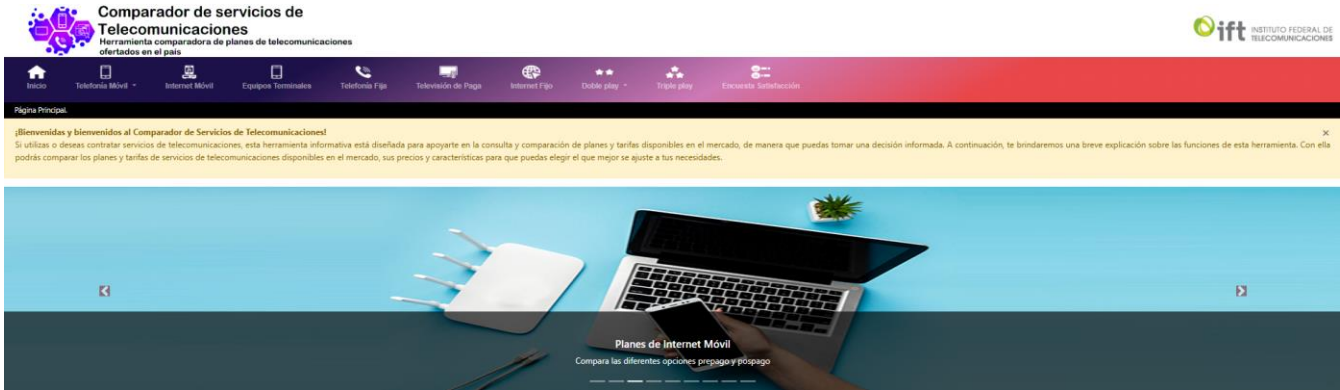 Comparador de servicios de
Telecomunicaciones
Herramienta comparadora de planes de telecomunicaciones
ofertados en el país
ift INSTITUTO FEDERAL DE
TELECOMUNICACIONES
Inicio Telefonía Móvil Internet Móvil Equipos Terminales Telefonía Fija Televisión de Paga Internet Fijo Doble play Triple play Encuesta Satisfacción
Página Principal.
¡Bienvenidas y bienvenidos al Comparador de Servicios de Telecomunicaciones! ×
Si utilizas o deseas contratar servicios de telecomunicaciones, esta herramienta informativa está diseñada para apoyarte en la consulta y comparación de planes y tarifas disponibles en el mercado, de manera que puedas tomar una decisión informada. A continuación, te brindaremos una breve explicación sobre las funciones de esta herramienta. Con ella
podrás comparar los planes y tarifas de servicios de telecomunicaciones disponibles en el mercado, sus precios y características para que puedas elegir el que mejor se ajuste a tus necesidades.
Planes de Internet Móvil
Compara las diferentes opciones prepago y pospago